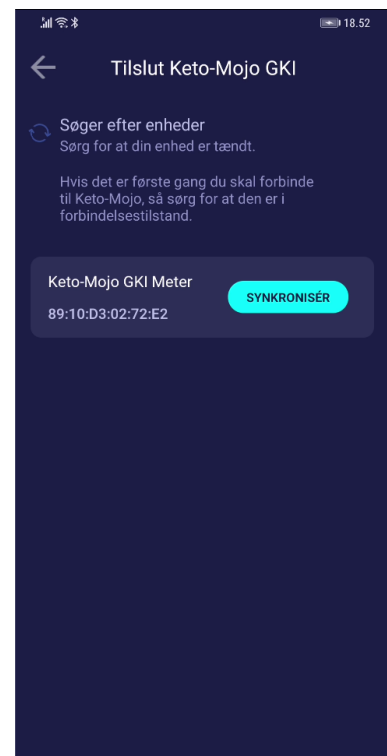 18.52
Tilslut Keto-Mojo GKI
Søger efter enheder
Sørg for at din enhed er tændt.
Hvis det er første gang du skal forbinde
til Keto-Mojo, så sørg for at den er i
forbindelsestilstand.
Keto-Mojo GKI Meter
SYNKRONISÉR
89:10:D3:02:72:E2